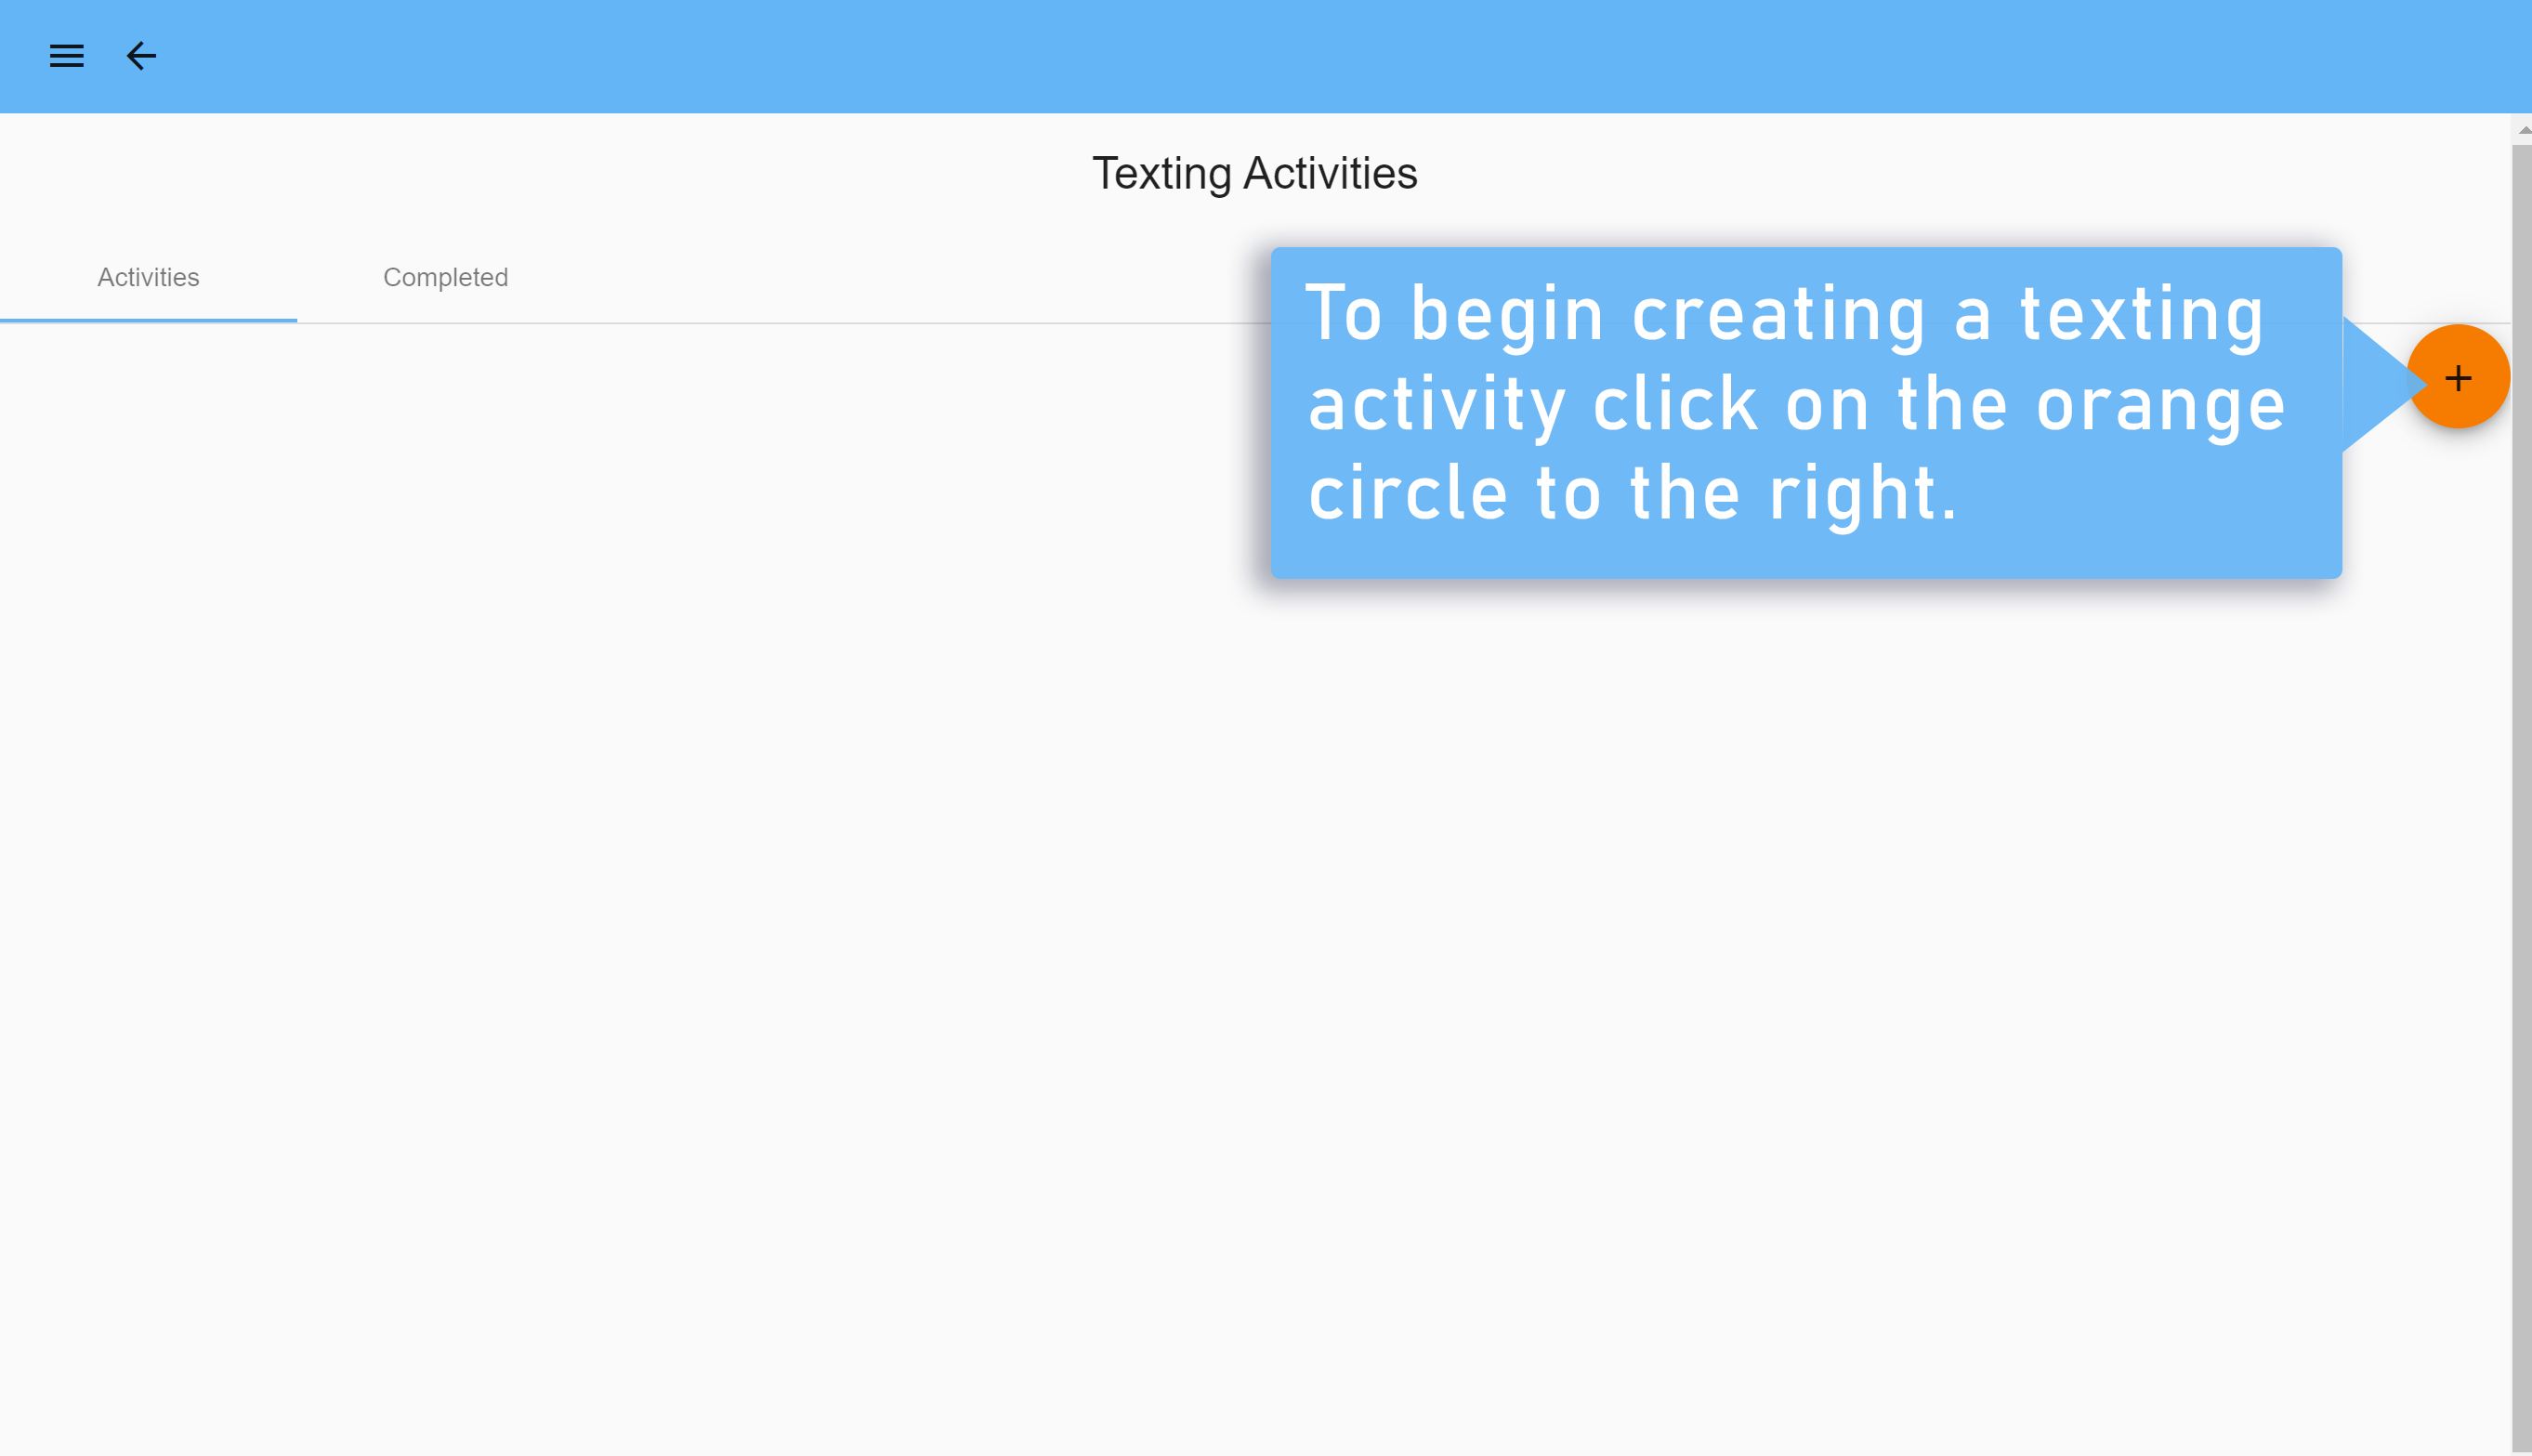 Texting Activities
Activities
Completed
To begin creating a texting
activity click on the orange
circle to the right.
+